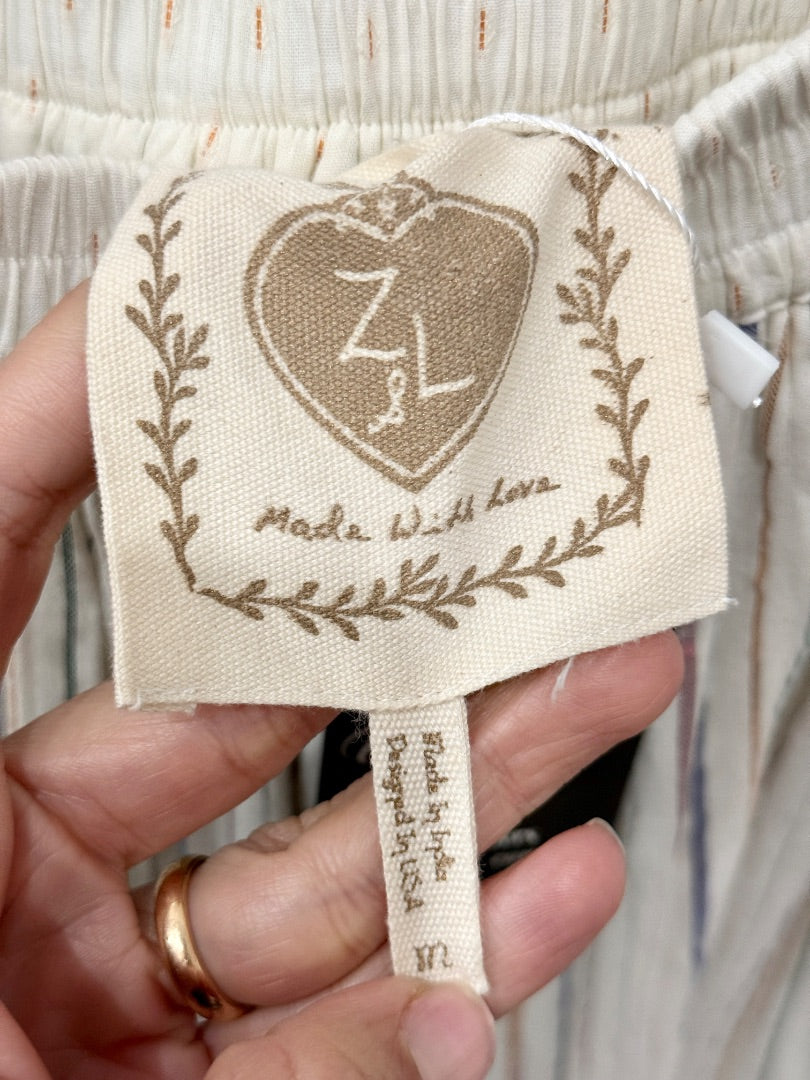 Z & L
Made With Love
Made in India
Designed in USA
M